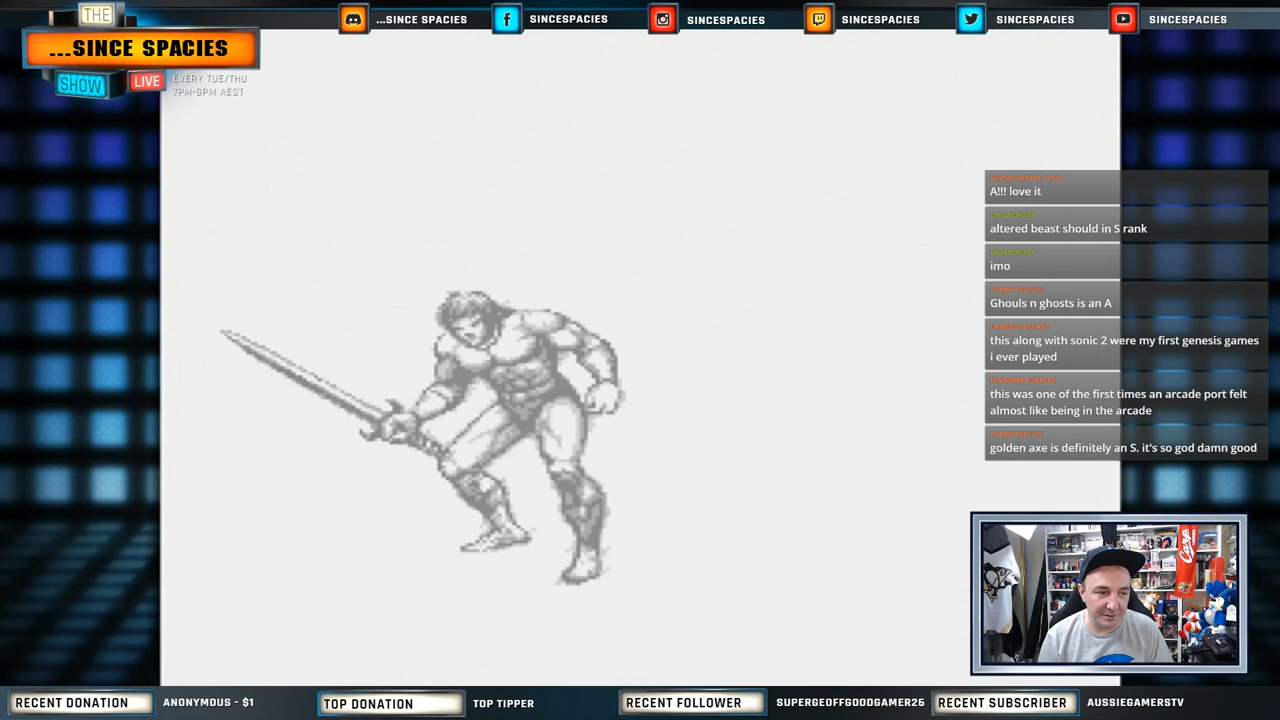 THE
...SINCE SPACIES
SHOW
LIVE
EVERY TUE/THU
7PM-9PM AEST
...SINCE SPACIES
SINCESPACIES
SINCESPACIES
SINCESPACIES
SINCESPACIES
SINCESPACIES
A!!! love it
UNCLYCHUNT
altered beast should in S rank
UNCLYCHUNT
imo
Ghouls n ghosts is an A
this along with sonic 2 were my first genesis games
i ever played
this was one of the first times an arcade port felt
almost like being in the arcade
golden axe is definitely an S. it's so god damn good
Carp
RECENT DONATION
ANONYMOUS - $1
TOP DONATION
TOP TIPPER
RECENT FOLLOWER
SUPERGEOFFGOODGAMER26
RECENT SUBSCRIBER
AUSSIEGAMERSTV